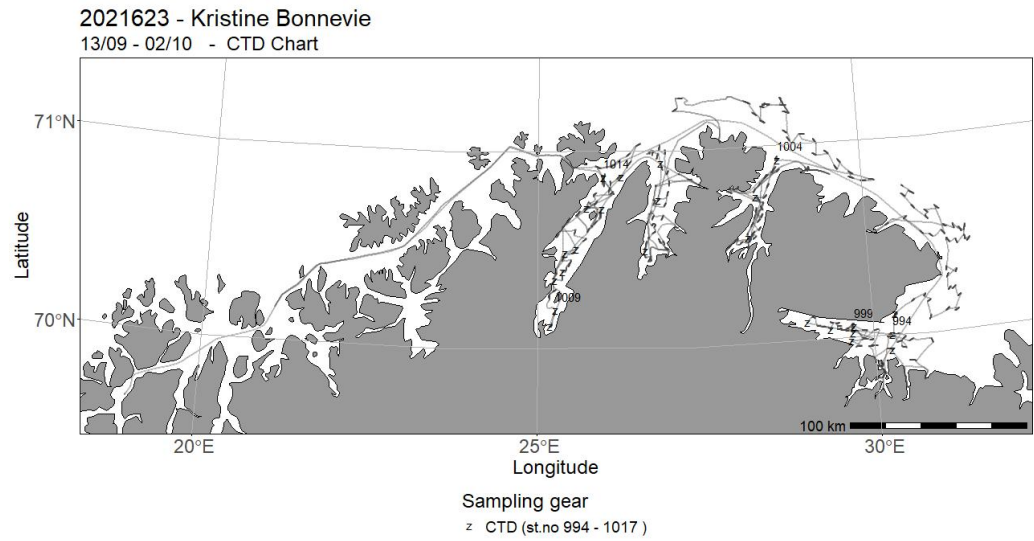 2021623 - Kristine Bonnevie
13/09 - 02/10 - CTD Chart
71°N
1004
1014
Latitude
1009
999
994
70°N
100 km
20°E
25°E
30°E
Longitude
Sampling gear
z CTD (st.no 994 - 1017 )